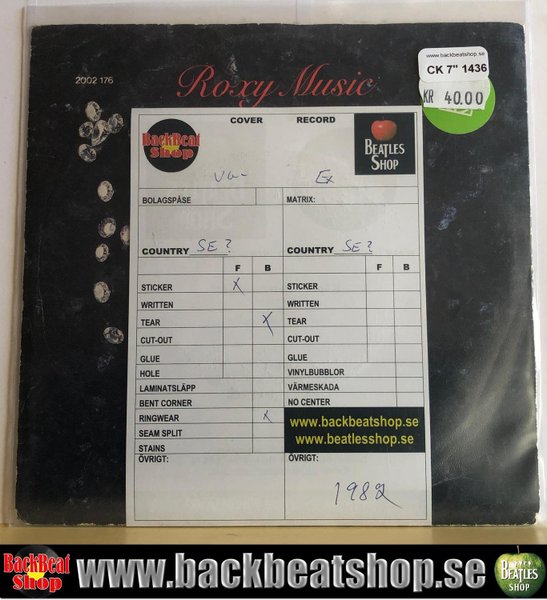 www.backbeatshop.se
CK 7" 1436
KR 40.00
2002 176
Roxy Music
BackBeat Shop
COVER RECORD
BEATLES SHOP
VG- Ex
BOLAGSPÅSE MATRIX:
COUNTRY SE? COUNTRY SE?
F B F B
STICKER X STICKER
WRITTEN WRITTEN
TEAR X TEAR
CUT-OUT CUT-OUT
GLUE GLUE
HOLE VINYLBUBBLOR
LAMINATSLÄPP VÄRMESKADA
BENT CORNER NO CENTER
RINGWEAR X www.backbeatshop.se
SEAM SPLIT www.beatlesshop.se
STAINS
ÖVRIGT: ÖVRIGT:
1982
BackBeat Shop www.backbeatshop.se BEATLES SHOP